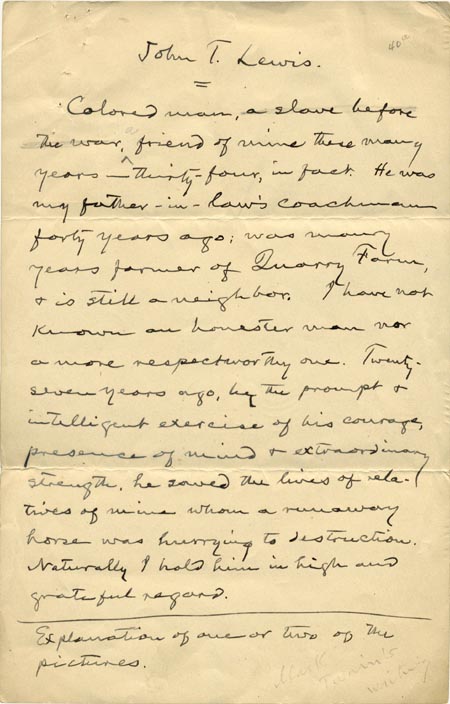 40a
John T. Lewis.
=
Colored man, a slave before
the war, a friend of mine these many
years — thirty-four, in fact. He was
my father-in-law's coachman
forty years ago; was many
years farmer of Quarry Farm,
& is still a neighbor. I have not
known an honester man nor
a more respectworthy one. Twenty-
seven years ago, by the prompt &
intelligent exercise of his courage,
presence of mind & extraordinary
strength, he saved the lives of rela-
tives of mine whom a runaway
horse was hurrying to destruction.
Naturally I hold him in high and
grateful regard.
Explanation of one or two of the
pictures.
Mark
Twain's
writing